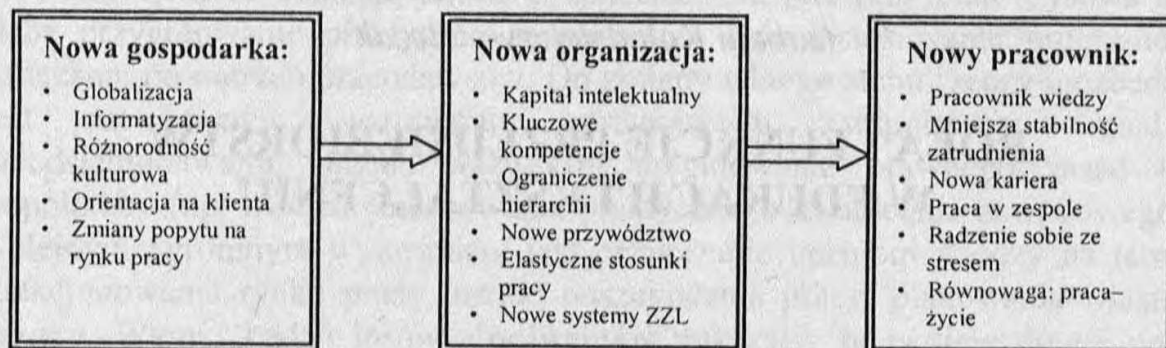 Nowa gospodarka:
• Globalizacja
• Informatyzacja
• Różnorodność
kulturowa
• Orientacja na klienta
• Zmiany popytu na
rynku pracy
Nowa organizacja:
• Kapitał intelektualny
• Kluczowe
kompetencje
• Ograniczenie
hierarchii
• Nowe przywództwo
• Elastyczne stosunki
pracy
• Nowe systemy ZZL
Nowy pracownik:
• Pracownik wiedzy
• Mniejsza stabilność
zatrudnienia
• Nowa kariera
• Praca w zespole
• Radzenie sobie ze
stresem
• Równowaga: praca–
życie